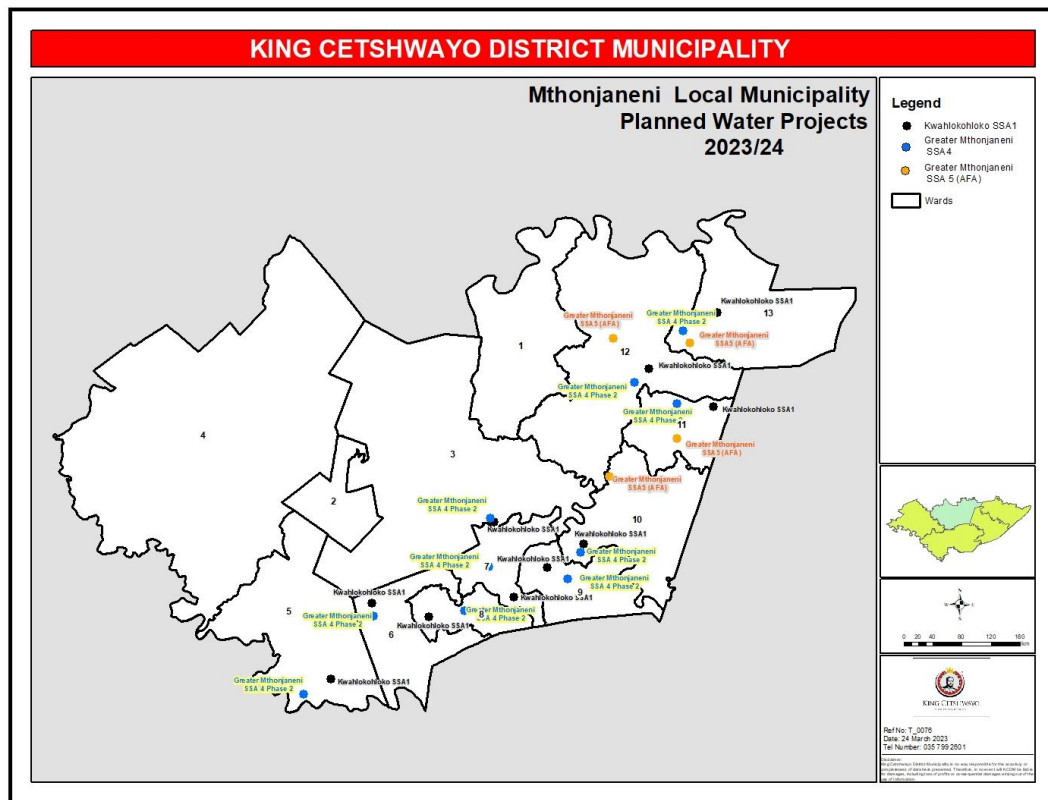 KING CETSHWAYO DISTRICT MUNICIPALITY
Mthonjaneni Local Municipality
Planned Water Projects
2023/24
Legend
Kwahlokohloko SSA1
Greater Mthonjaneni
SSA4
Greater Mthonjaneni
SSA 5 (AFA)
Wards
Kwahlokohloko SSA1
13
Greater Mthonjaneni
SSA5 (AFA)
Greater Mthonjaneni
SSA 4 Phase 2
1
12
Greater Mthonjaneni
SSA5 (AFA)
Kwahlokohloko SSA1
Greater Mthonjaneni
SSA 4 Phase 2
Greater Mthonjaneni
SSA 4 Phase 2
Kwahlokohloko SSA1
11
4
3
Greater Mthonjaneni
SSA5 (AFA)
Greater Mthonjaneni
SSA5 (AFA)
2
Greater Mthonjaneni
SSA 4 Phase 2
10
Kwahlokohloko SSA1
Kwahlokohloko SSA1
Greater Mthonjaneni
SSA 4 Phase 2
7
Kwahlokohloko SSA1
Greater Mthonjaneni
SSA 4 Phase 2
Greater Mthonjaneni
SSA 4 Phase 2
9
Kwahlokohloko SSA1
Kwahlokohloko SSA1
5
Greater Mthonjaneni
SSA 4 Phase 2
6
Kwahlokohloko SSA1
8
Greater Mthonjaneni
SSA 4 Phase 2
Greater Mthonjaneni
SSA 4 Phase 2
Kwahlokohloko SSA1
N
W E
S
0 20 40 80 120 160
Km
KING CETSHWAYO
Ref No: T_0076
Date: 24 March 2023
Tel Number: 035 799 2501
Disclaimer: